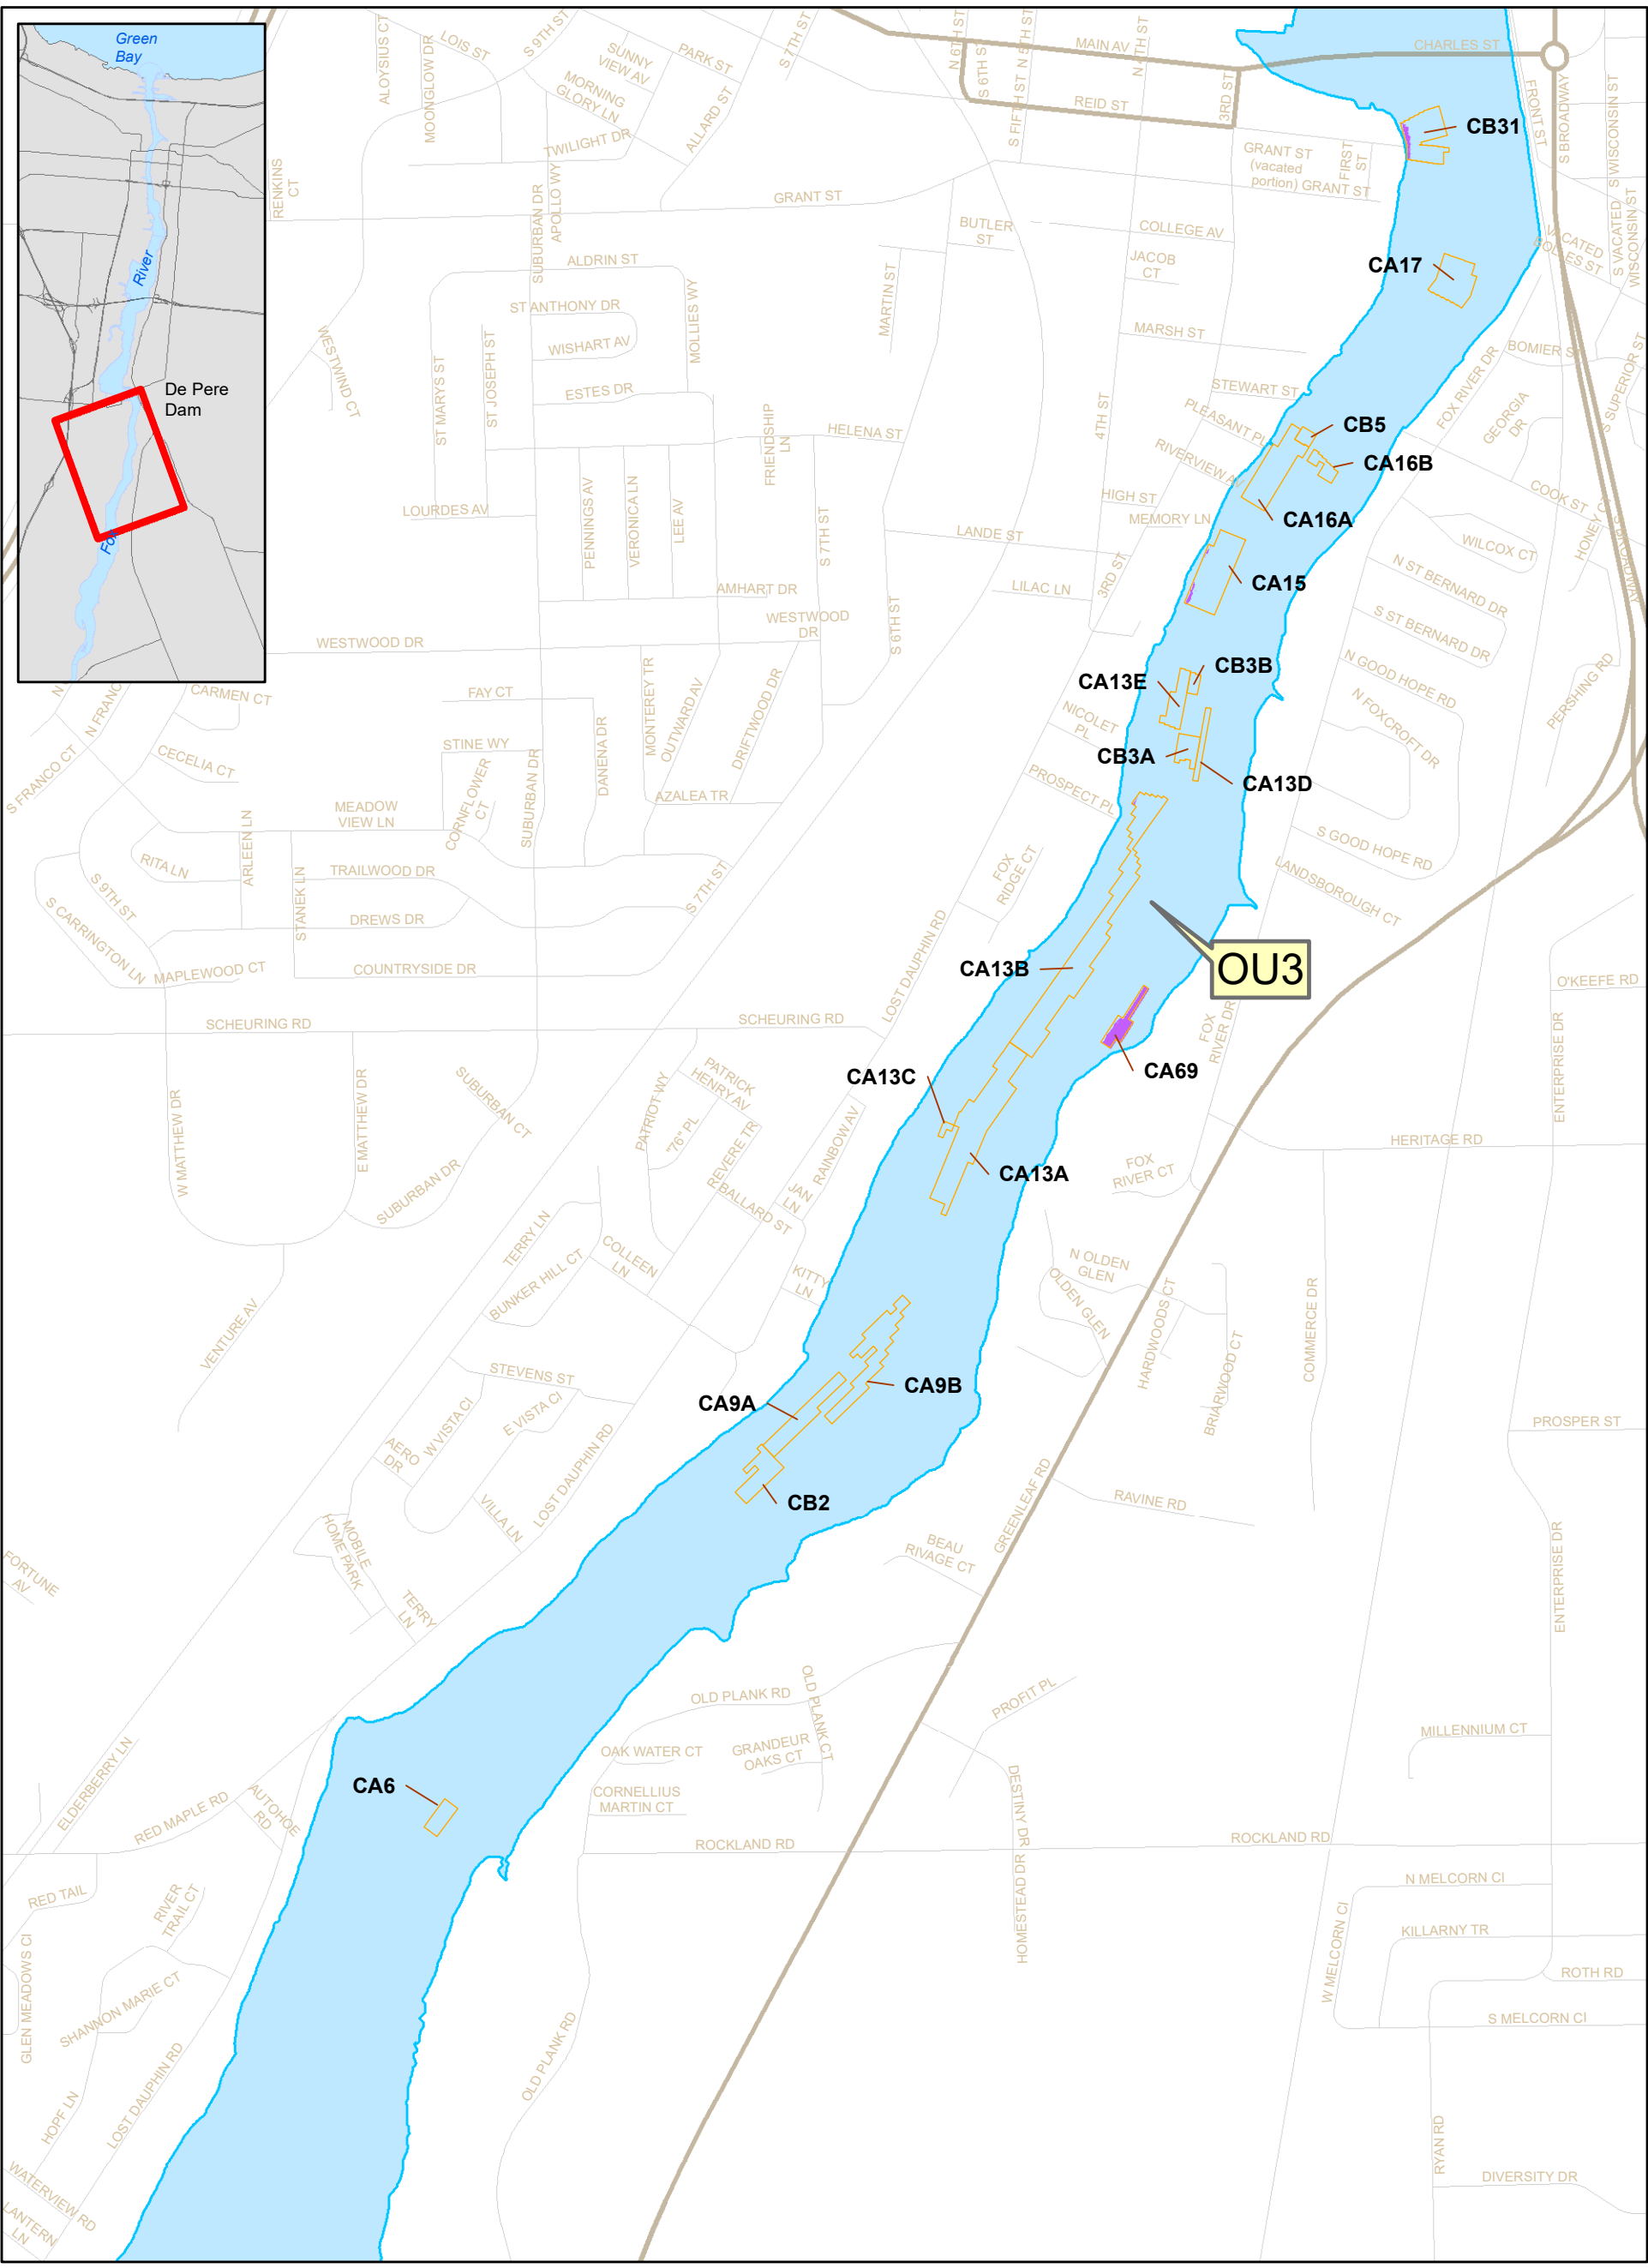 Green
Bay
River
De Pere
Dam
ALOYSIUS CT
LOIS ST
MOONGLOW DR
S 9TH ST
SUNNY
VIEW AV
PARK ST
S 7TH ST
MORNING
GLORY LN
ALLARD ST
TWILIGHT DR
N 6TH ST
S 6TH ST
N 5TH ST
S FIFTH ST
MAIN AV
N 4TH ST
REID ST
3RD ST
CHARLES ST
FRONT ST
S BROADWAY
S WISCONSIN ST
CB31
GRANT ST
(vacated
portion) GRANT ST
FIRST
ST
RENKINS
CT
SUBURBAN DR
APOLLO WY
GRANT ST
BUTLER
ST
COLLEGE AV
JACOB
CT
CA17
VACATED
BOLLES ST
S VACATED
WISCONSIN ST
ALDRIN ST
ST ANTHONY DR
WISHART AV
ESTES DR
MOLLIES WY
MARTIN ST
MARSH ST
BOMIER ST
S SUPERIOR ST
WESTWIND CT
ST MARYS ST
ST JOSEPH ST
STEWART ST
FOX RIVER DR
GEORGIA
DR
PLEASANT PL
CB5
CA16B
RIVERVIEW AV
4TH ST
HELENA ST
FRIENDSHIP
LN
HIGH ST
MEMORY LN
CA16A
COOK ST
HONEY CT
S BROADWAY
LOURDES AV
PENNINGS AV
VERONICA LN
LEE AV
S 7TH ST
LANDE ST
WILCOX CT
N ST BERNARD DR
CA15
AMHART DR
LILAC LN
3RD ST
S ST BERNARD DR
WESTWOOD DR
WESTWOOD
DR
S 6TH ST
N GOOD HOPE RD
CB3B
CA13E
PERSHING RD
CARMEN CT
N FRANC
FAY CT
MONTEREY TR
OUTWARD AV
DRIFTWOOD DR
NICOLET
PL
N FOXCROFT DR
CECELIA CT
STINE WY
DANENA DR
CB3A
CA13D
S FRANCO CT
CORNFLOWER
CT
SUBURBAN DR
AZALEA TR
PROSPECT PL
MEADOW
VIEW LN
ARLEEN LN
RITA LN
STANEK LN
TRAILWOOD DR
S GOOD HOPE RD
LANDSBOROUGH CT
FOX
RIDGE CT
S 9TH ST
S CARRINGTON LN
DREWS DR
S 7TH ST
LOST DAUPHIN RD
MAPLEWOOD CT
COUNTRYSIDE DR
CA13B
OU3
O'KEEFE RD
SCHEURING RD
SCHEURING RD
FOX
RIVER DR
ENTERPRISE DR
CA69
CA13C
W MATTHEW DR
E MATTHEW DR
SUBURBAN CT
PATRIOT WY
PATRICK
HENRY AV
"76" PL
REVERE TR
RAINBOW AV
HERITAGE RD
SUBURBAN DR
JAN
LN
BALLARD ST
CA13A
FOX
RIVER CT
TERRY LN
BUNKER HILL CT
COLLEEN
LN
KITTY
LN
N OLDEN
GLEN
OLDEN GLEN
HARDWOODS CT
BRIARWOOD CT
COMMERCE DR
VENTURE AV
STEVENS ST
CA9B
CA9A
PROSPER ST
W VISTA CI
E VISTA CI
AERO
DR
VILLA LN
LOST DAUPHIN RD
CB2
GREENLEAF RD
RAVINE RD
MOBILE
HOME PARK
BEAU
RIVAGE CT
ENTERPRISE DR
FORTUNE
AV
TERRY
LN
OLD PLANK RD
OLD PLANK CT
PROFIT PL
OAK WATER CT
GRANDEUR
OAKS CT
MILLENNIUM CT
ELDERBERRY LN
CA6
CORNELLIUS
MARTIN CT
RED MAPLE RD
AUTOHOE
RD
ROCKLAND RD
ROCKLAND RD
DESTINY DR
HOMESTEAD DR
N MELCORN CI
RED TAIL
RIVER
TRAIL CT
KILLARNY TR
W MELCORN CI
ROTH RD
GLEN MEADOWS CI
SHANNON MARIE CT
S MELCORN CI
OLD PLANK RD
HOPF LN
LOST DAUPHIN RD
RYAN RD
WATERVIEW RD
LANTERN
LN
DIVERSITY DR